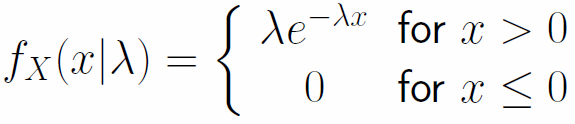 f_X(x|λ) = { λe^{−λx} for x > 0
0 for x ≤ 0